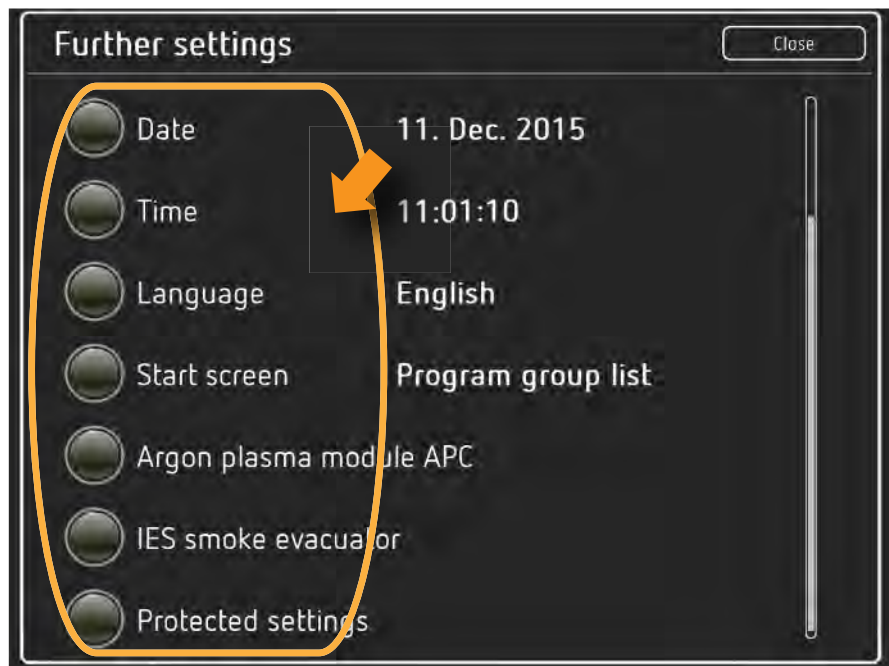 Further settings Close
Date 11. Dec. 2015
Time 11:01:10
Language English
Start screen Program group list
Argon plasma module APC
IES smoke evacuator
Protected settings